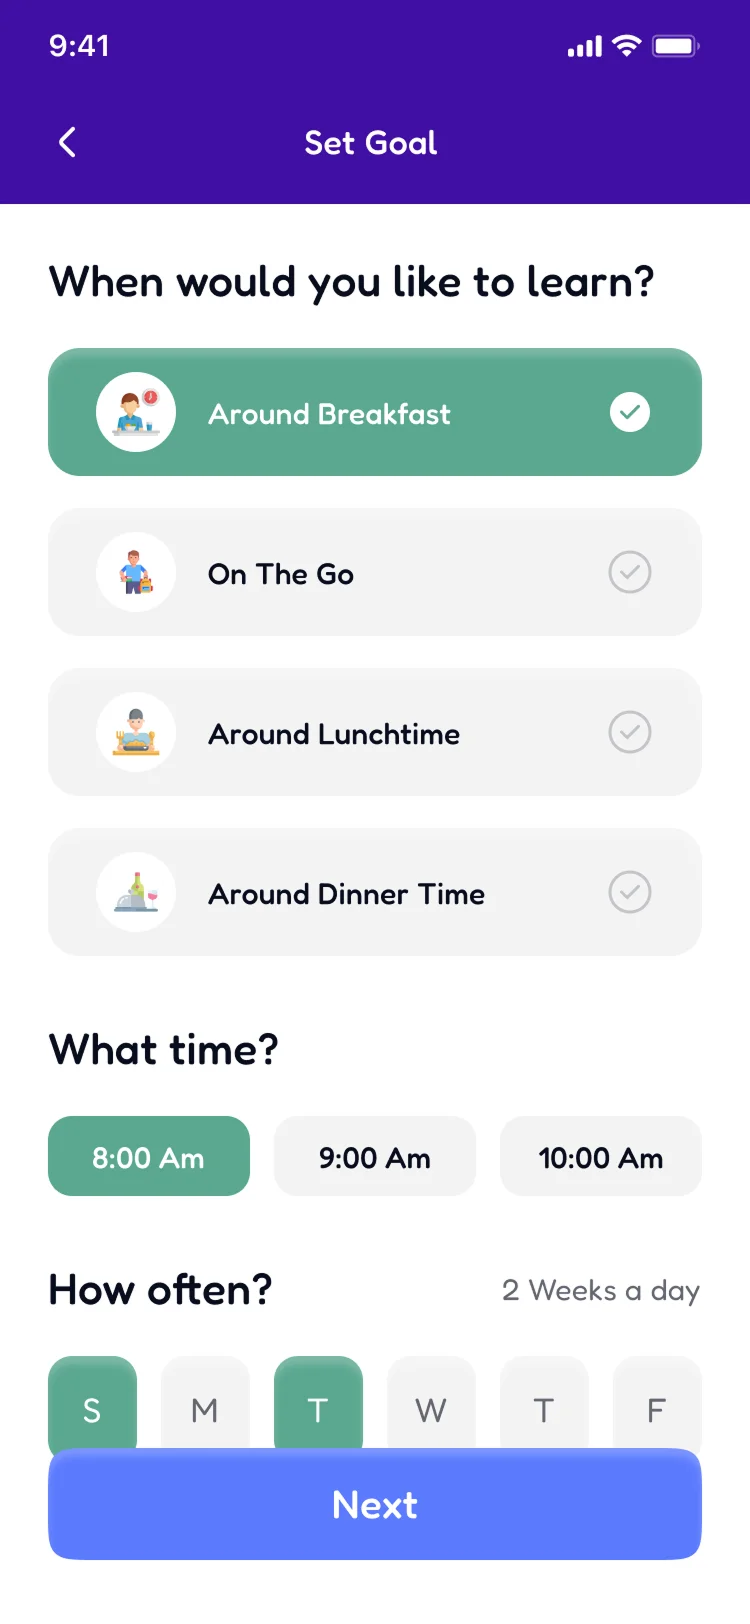 9:41
Set Goal
When would you like to learn?
Around Breakfast
On The Go
Around Lunchtime
Around Dinner Time
What time?
8:00 Am 9:00 Am 10:00 Am
How often? 2 Weeks a day
S M T W T F
Next